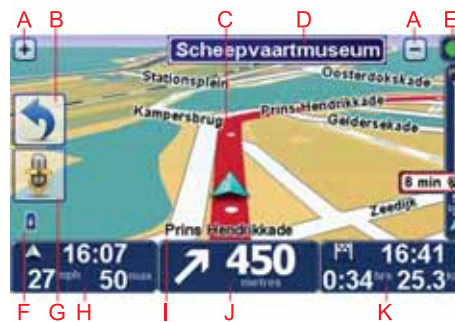 A B C D A E
+ Scheepvaartmuseum −
Stationsplein Oosterdokskade
Kampersbrug Prins Hendrikkade
Geldersekade
8 min
Zeedijk
Prins Hendrikkade
16:07 450 16:41
27 mph 50 max metres 0:34 hrs 25.3
F G H I J K